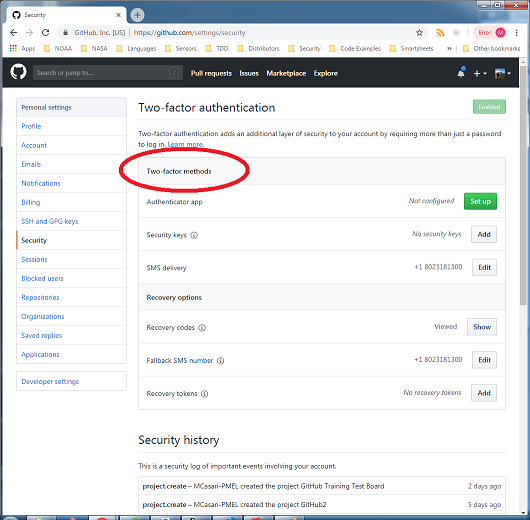 Security
GitHub, Inc. [US] | https://github.com/settings/security
Error M
Apps NOAA NASA Languages Sensors TDD Distributors Security Code Examples Smartsheets » Other bookmarks
Search or jump to... / Pull requests Issues Marketplace Explore
Personal settings
Profile
Account
Emails
Notifications
Billing
SSH and GPG keys
Security
Sessions
Blocked users
Repositories
Organizations
Saved replies
Applications
Developer settings
Two-factor authentication Enabled
Two-factor authentication adds an additional layer of security to your account by requiring more than just a password
to log in. Learn more.
Two-factor methods
Authenticator app Not configured Set up
Security keys No security keys Add
SMS delivery +1 8023181300 Edit
Recovery options
Recovery codes Viewed Show
Fallback SMS number +1 8023181300 Edit
Recovery tokens No recovery tokens Add
Security history
This is a security log of important events involving your account.
project.create – MCasari-PMEL created the project GitHub Training Test Board 2 days ago
project.create – MCasari-PMEL created the project GitHub2 5 days ago